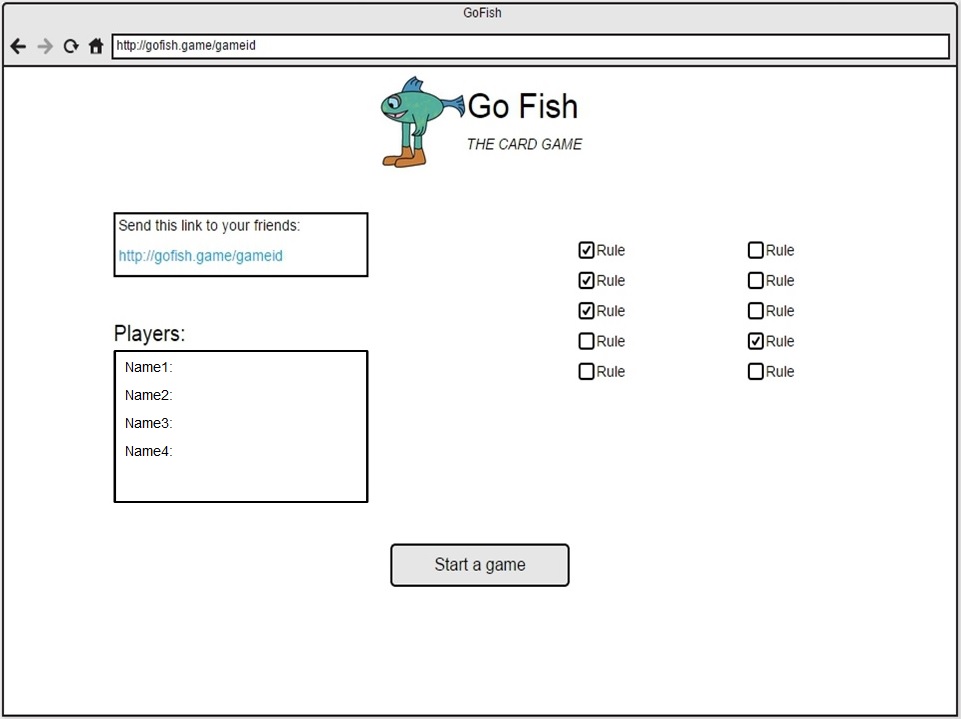 GoFish
http://gofish.game/gameid
Go Fish
THE CARD GAME
Send this link to your friends:
http://gofish.game/gameid
Players:
Name1:
Name2:
Name3:
Name4:
Rule Rule
Rule Rule
Rule Rule
Rule Rule
Rule Rule
Start a game